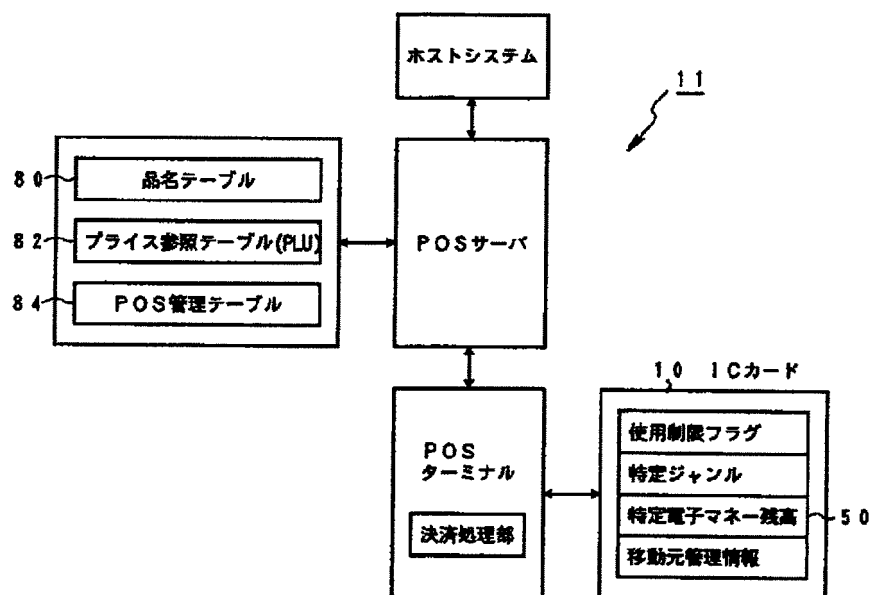 ホストシステム
11
80
品名テーブル
82
プライス参照テーブル(PLU)
84
POS管理テーブル
POSサーバ
10 ICカード
POS
ターミナル
決済処理部
使用制限フラグ
特定ジャンル
特定電子マネー残高
50
移動元管理情報